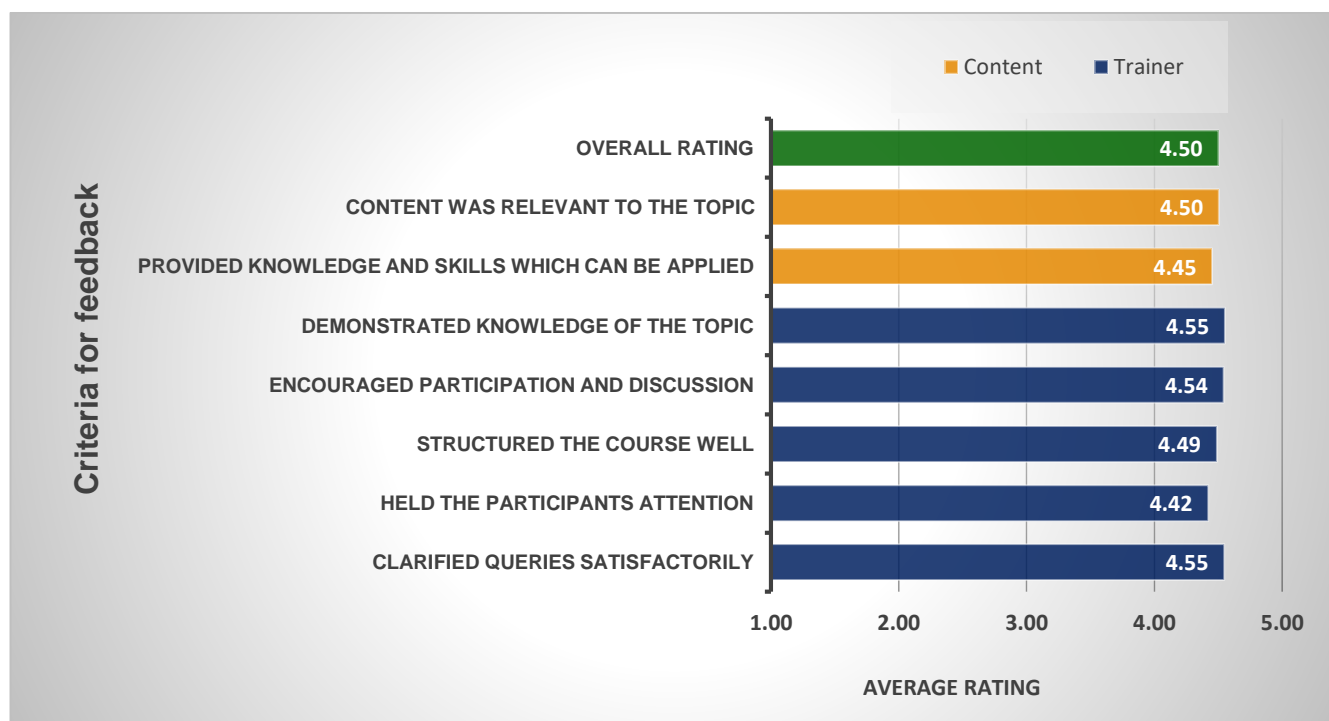 Content Trainer
Criteria for feedback
OVERALL RATING 4.50
CONTENT WAS RELEVANT TO THE TOPIC 4.50
PROVIDED KNOWLEDGE AND SKILLS WHICH CAN BE APPLIED 4.45
DEMONSTRATED KNOWLEDGE OF THE TOPIC 4.55
ENCOURAGED PARTICIPATION AND DISCUSSION 4.54
STRUCTURED THE COURSE WELL 4.49
HELD THE PARTICIPANTS ATTENTION 4.42
CLARIFIED QUERIES SATISFACTORILY 4.55
1.00 2.00 3.00 4.00 5.00
AVERAGE RATING